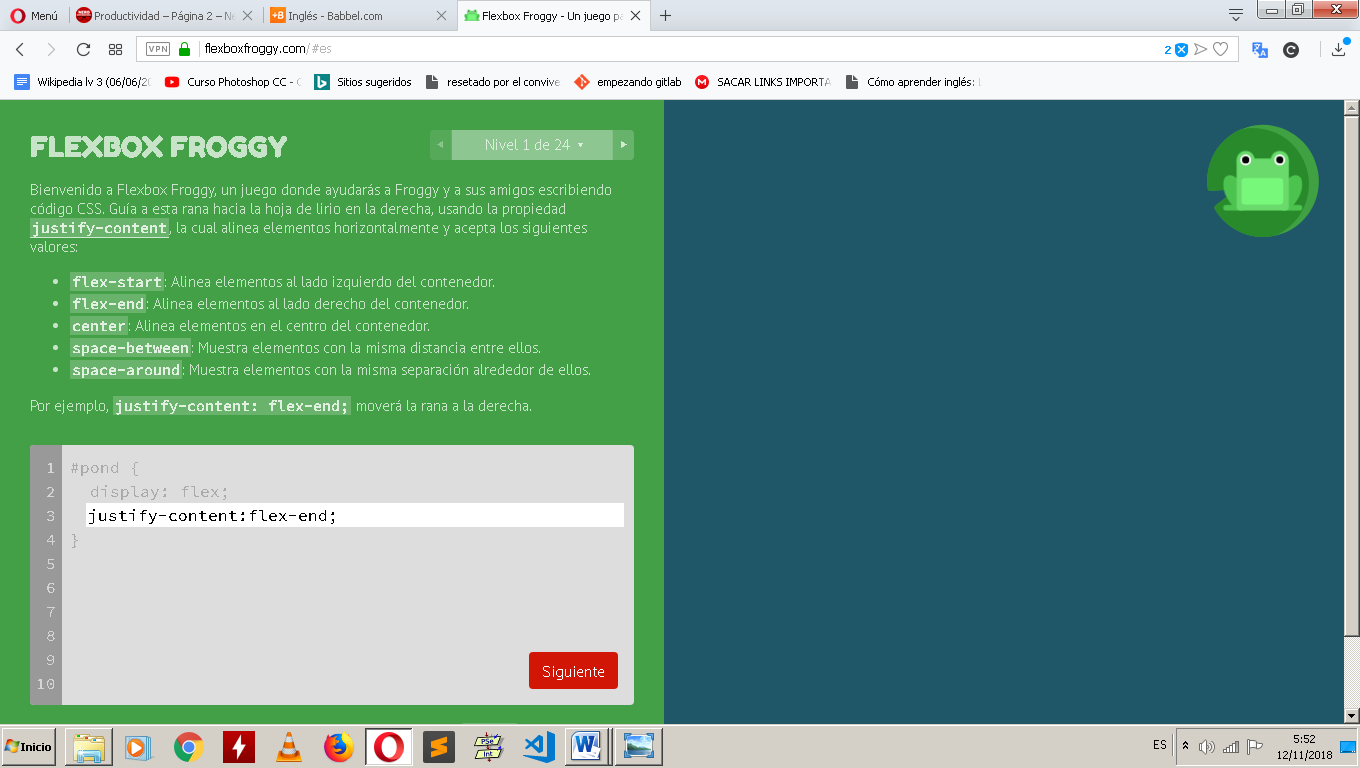 Menú
Productividad – Página 2 – Ne
Inglés - Babbel.com
Flexbox Froggy - Un juego pa
VPN
flexboxfroggy.com/#es
2
Wikipedia lv 3 (06/06/20
Curso Photoshop CC - C
Sitios sugeridos
resetado por el convive
empezando gitlab
SACAR LINKS IMPORTA
Cómo aprender inglés:
FLEXBOX FROGGY
Nivel 1 de 24
Bienvenido a Flexbox Froggy, un juego donde ayudarás a Froggy y a sus amigos escribiendo
código CSS. Guía a esta rana hacia la hoja de lirio en la derecha, usando la propiedad
justify-content, la cual alinea elementos horizontalmente y acepta los siguientes
valores:
flex-start: Alinea elementos al lado izquierdo del contenedor.
flex-end: Alinea elementos al lado derecho del contenedor.
center: Alinea elementos en el centro del contenedor.
space-between: Muestra elementos con la misma distancia entre ellos.
space-around: Muestra elementos con la misma separación alrededor de ellos.
Por ejemplo, justify-content: flex-end; moverá la rana a la derecha.
1 #pond {
2 display: flex;
3 justify-content:flex-end;
4 }
5
6
7
8
9
10
Siguiente
Inicio
PSe
Int
ES
5:52
12/11/2018